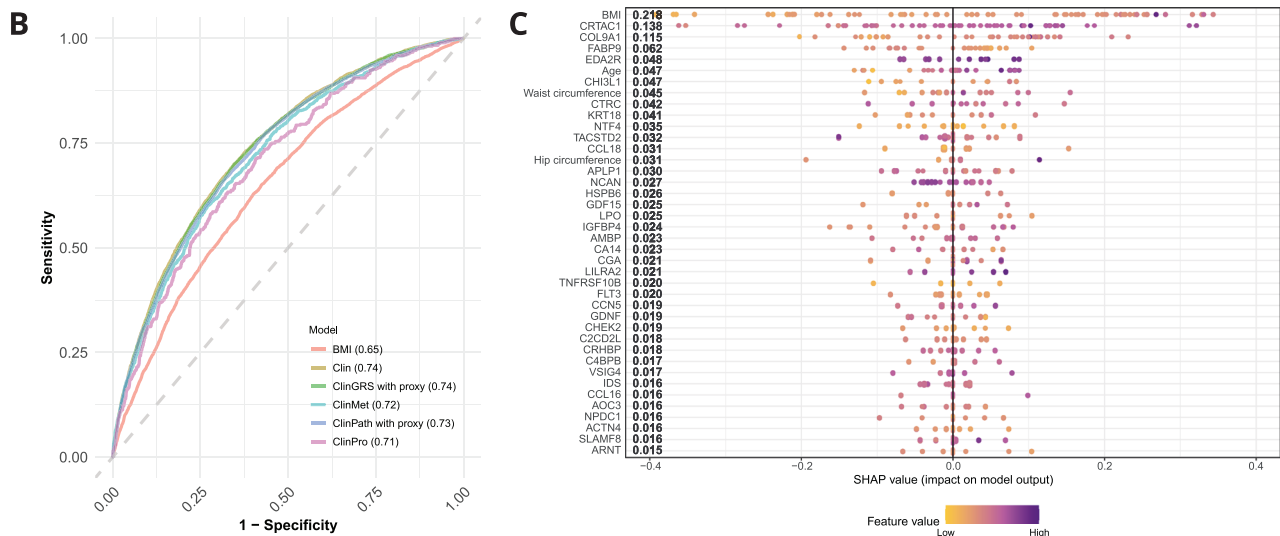 B
1.00
0.75
0.50
0.25
0.00
Sensitivity
0.00
0.25
0.50
0.75
1.00
1 − Specificity
Model
BMI (0.65)
Clin (0.74)
ClinGRS with proxy (0.74)
ClinMet (0.72)
ClinPath with proxy (0.73)
ClinPro (0.71)
C
BMI 0.218
CRTAC1 0.138
COL9A1 0.115
FABP9 0.062
EDA2R 0.048
Age 0.047
CHI3L1 0.047
Waist circumference 0.045
CTRC 0.042
KRT18 0.041
NTF4 0.035
TACSTD2 0.032
CCL18 0.031
Hip circumference 0.031
APLP1 0.030
NCAN 0.027
HSPB6 0.026
GDF15 0.025
LPO 0.025
IGFBP4 0.024
AMBP 0.023
CA14 0.023
CGA 0.021
LILRA2 0.021
TNFRSF10B 0.020
FLT3 0.020
CCN5 0.019
GDNF 0.019
CHEK2 0.019
C2CD2L 0.018
CRHBP 0.018
C4BPB 0.017
VSIG4 0.017
IDS 0.016
CCL16 0.016
AOC3 0.016
NPDC1 0.016
ACTN4 0.016
SLAMF8 0.016
ARNT 0.015
−0.4
−0.2
0.0
0.2
0.4
SHAP value (impact on model output)
Feature value
Low
High